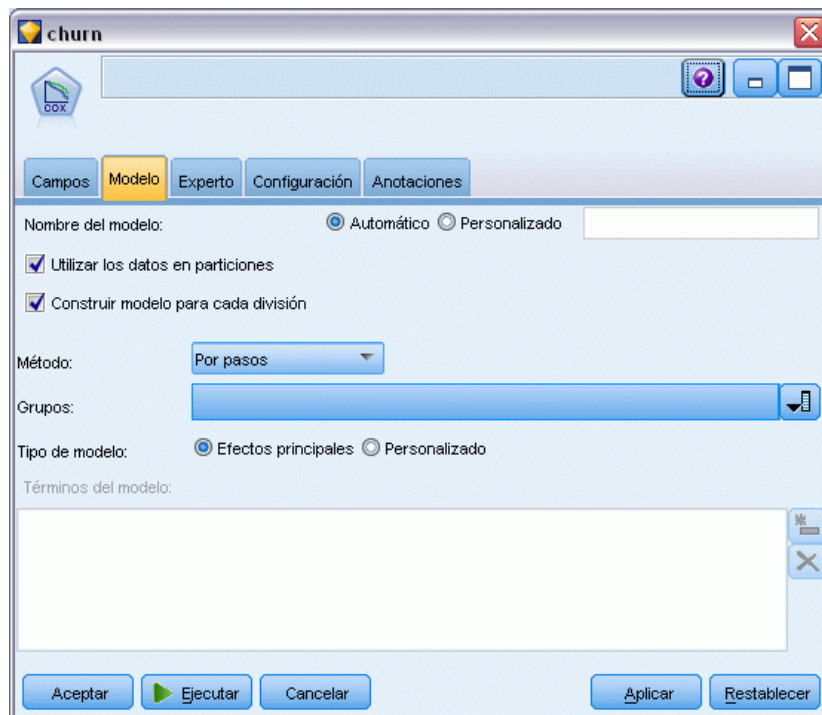 churn
COX
Campos Modelo Experto Configuración Anotaciones
Nombre del modelo: Automático Personalizado
Utilizar los datos en particiones
Construir modelo para cada división
Método: Por pasos
Grupos:
Tipo de modelo: Efectos principales Personalizado
Términos del modelo:
Aceptar Ejecutar Cancelar Aplicar Restablecer